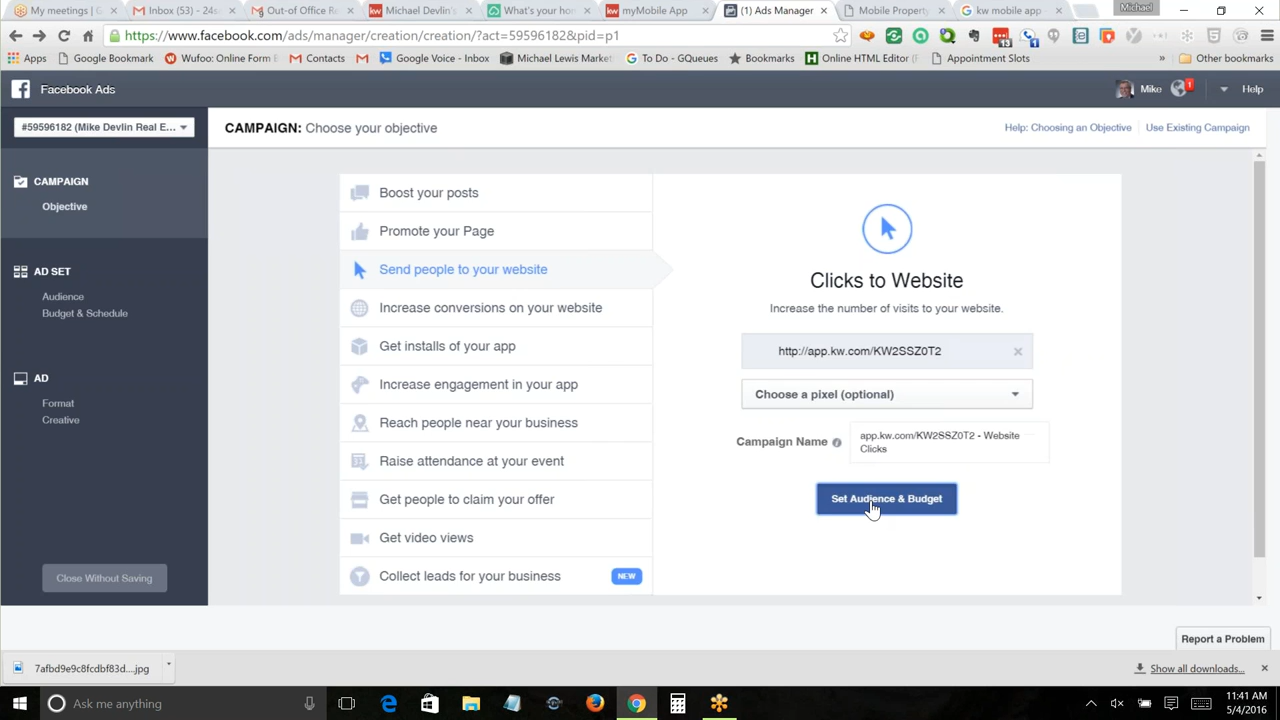 My meetings | G
Inbox (53) - 24s
Out-of Office Re
Michael Devlin's
What's your hom
myMobile App
(1) Ads Manager
Mobile Property
kw mobile app
Michael
https://www.facebook.com/ads/manager/creation/creation/?act=59596182&pid=p1
Apps
Google Bookmark
Wufoo: Online Form
Contacts
Google Voice - Inbox
Michael Lewis Market
To Do - GQueues
Bookmarks
Online HTML Editor
Appointment Slots
»
Other bookmarks
Facebook Ads
Mike
1
Help
#59596182 (Mike Devlin Real E...
CAMPAIGN: Choose your objective
Help: Choosing an Objective
Use Existing Campaign
CAMPAIGN
Objective
AD SET
Audience
Budget & Schedule
AD
Format
Creative
Close Without Saving
Boost your posts
Promote your Page
Send people to your website
Increase conversions on your website
Get installs of your app
Increase engagement in your app
Reach people near your business
Raise attendance at your event
Get people to claim your offer
Get video views
Collect leads for your business
NEW
Clicks to Website
Increase the number of visits to your website.
http://app.kw.com/KW2SSZ0T2
Choose a pixel (optional)
Campaign Name
app.kw.com/KW2SSZ0T2 - Website
Clicks
Set Audience & Budget
Report a Problem
7afbd9e9c8fcdbf83d....jpg
Show all downloads...
Ask me anything
11:41 AM
5/4/2016